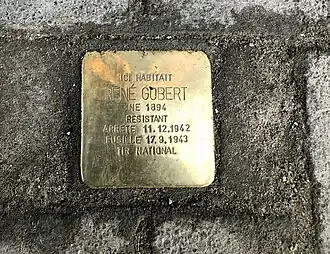 ICI HABITAIT
RENÉ GOBERT
NÉ 1894
RÉSISTANT
ARRÊTÉ 11.12.1942
FUSILLÉ 17.9.1943
TIR NATIONAL